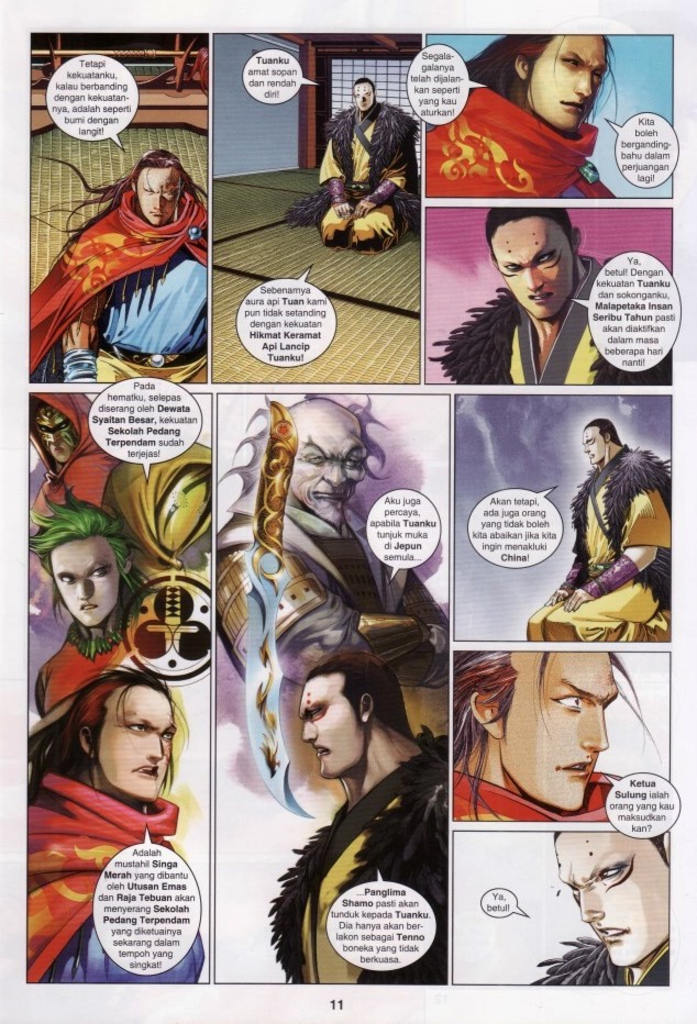 Tetapi
kekuatanku,
kalau berbanding
dengan kekuatan-
nya, adalah seperti
bumi dan
langit!
Tuanku
amat sopan
dan rendah
diri!
Sebenarnya
aura api Tuan kami
pun tidak setanding
dengan kekuatan
Hikmat Keramat
Api Lancip
Tuanku!
Segala-
galanya
telah dijalan-
kan seperti
yang kau
aturkan!
Kita
boleh
berganding-
bahu dalam
perjuangan
lagi!
Ya,
betul! Dengan
kekuatan Tuanku
dan sokonganku,
Malapetaka Insan
Seribu Tahun pasti
akan diaktifkan
dalam masa
beberapa hari
nanti!
Pada
hematku, selepas
diserang oleh Dewata
Syaitan Besar, kekuatan
Sekolah Pedang
Terpendam sudah
terjejas!
Adalah
mustahil Singa
Merah yang dibantu
oleh Utusan Emas
dan Raja Tebuan akan
menyerang Sekolah
Pedang Terpendam
yang diketuainya
sekarang dalam
tempoh yang
singkat!
Aku juga
percaya,
apabila Tuanku
tunjuk muka
di Jepun
semula...
...Panglima
Shamo pasti akan
tunduk kepada Tuanku.
Dia hanya akan ber-
lakon sebagai Tenno
boneka yang tidak
berkuasa.
Akan tetapi,
ada juga orang
yang tidak boleh
kita abaikan jika kita
ingin menakluki
China!
Ketua
Sulung ialah
orang yang kau
maksudkan
kan?
Ya,
betul!
11